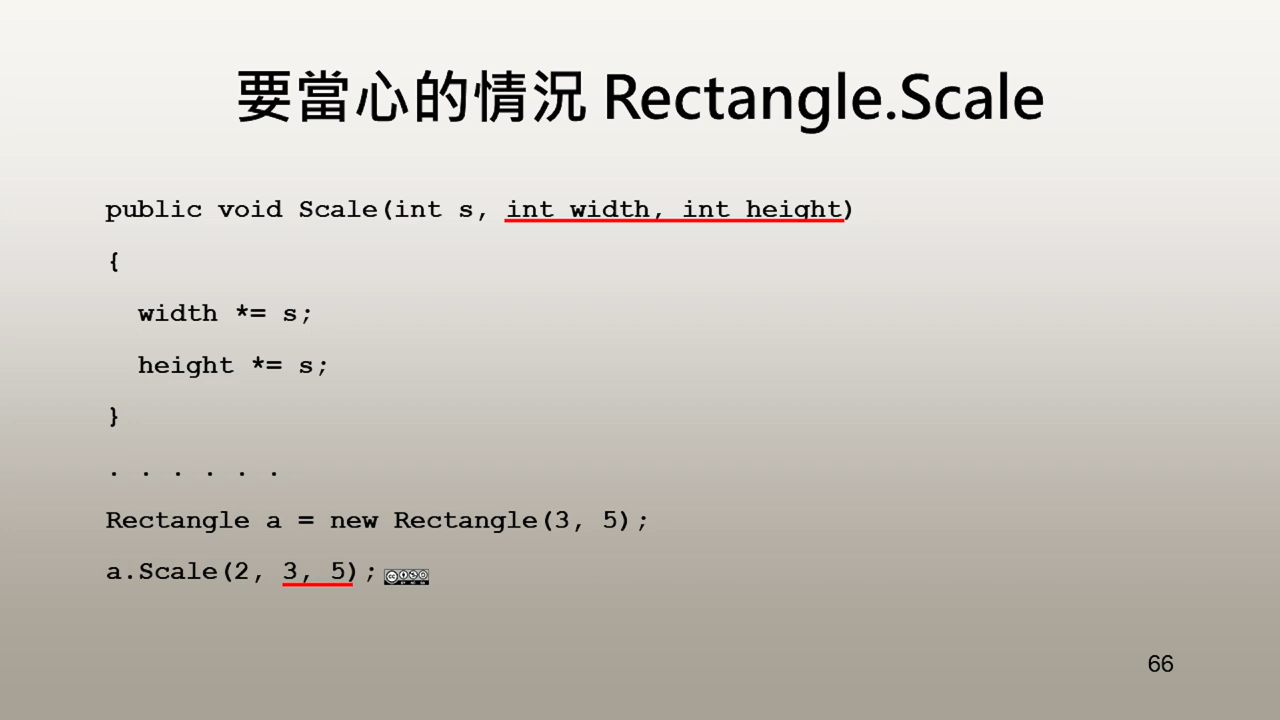 要當心的情況 Rectangle.Scale
public void Scale(int s, int width, int height)
{
width *= s;
height *= s;
}
. . . . . .
Rectangle a = new Rectangle(3, 5);
a.Scale(2, 3, 5);
66